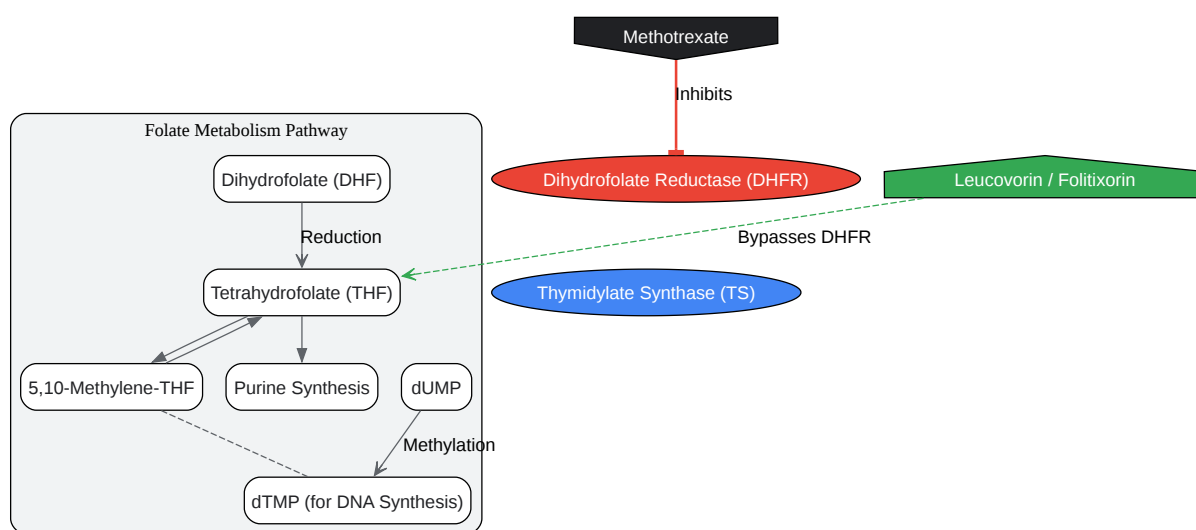 Methotrexate
Inhibits
Folate Metabolism Pathway
Dihydrofolate (DHF)
Dihydrofolate Reductase (DHFR)
Leucovorin / Folitixorin
Reduction
Bypasses DHFR
Tetrahydrofolate (THF)
Thymidylate Synthase (TS)
5,10-Methylene-THF
Purine Synthesis
dUMP
Methylation
dTMP (for DNA Synthesis)